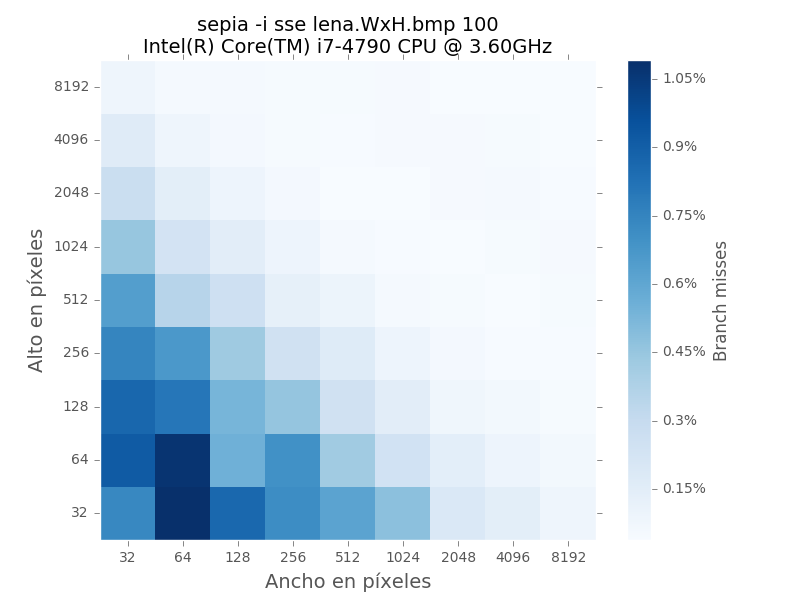 sepia -i sse lena.WxH.bmp 100
Intel(R) Core(TM) i7-4790 CPU @ 3.60GHz
Alto en píxeles
8192
4096
2048
1024
512
256
128
64
32
32 64 128 256 512 1024 2048 4096 8192
Ancho en píxeles
1.05%
0.9%
0.75%
0.6%
0.45%
0.3%
0.15%
Branch misses